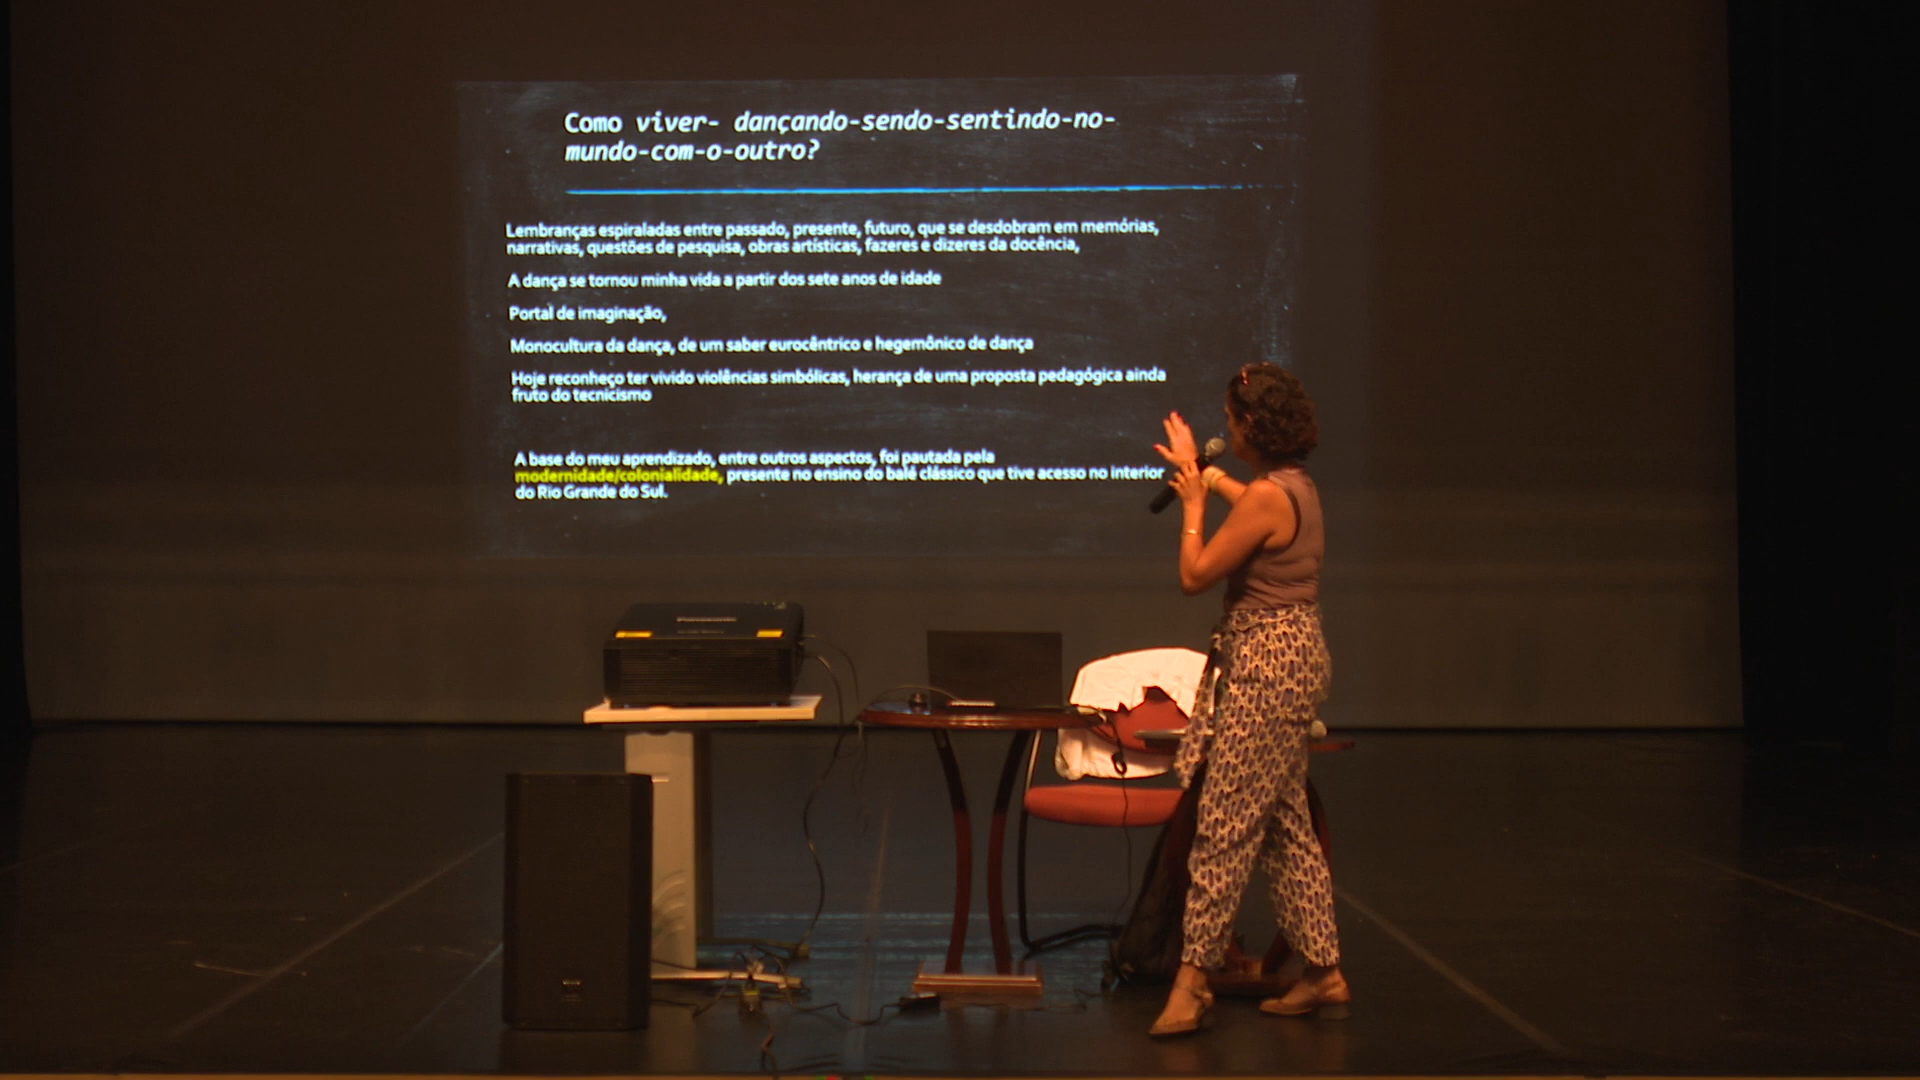 Como viver- dançando-sendo-sentindo-no-
mundo-com-o-outro?
Lembranças espiraladas entre passado, presente, futuro, que se desdobram em memórias,
narrativas, questões de pesquisa, obras artísticas, fazeres e dizeres da docência,
A dança se tornou minha vida a partir dos sete anos de idade
Portal de imaginação,
Monocultura da dança, de um saber eurocêntrico e hegemônico de dança
Hoje reconheço ter vivido violências simbólicas, herança de uma proposta pedagógica ainda
fruto do tecnicismo
A base do meu aprendizado, entre outros aspectos, foi pautada pela
modernidade/colonialidade, presente no ensino do balé clássico que tive acesso no interior
do Rio Grande do Sul.
Panasonic